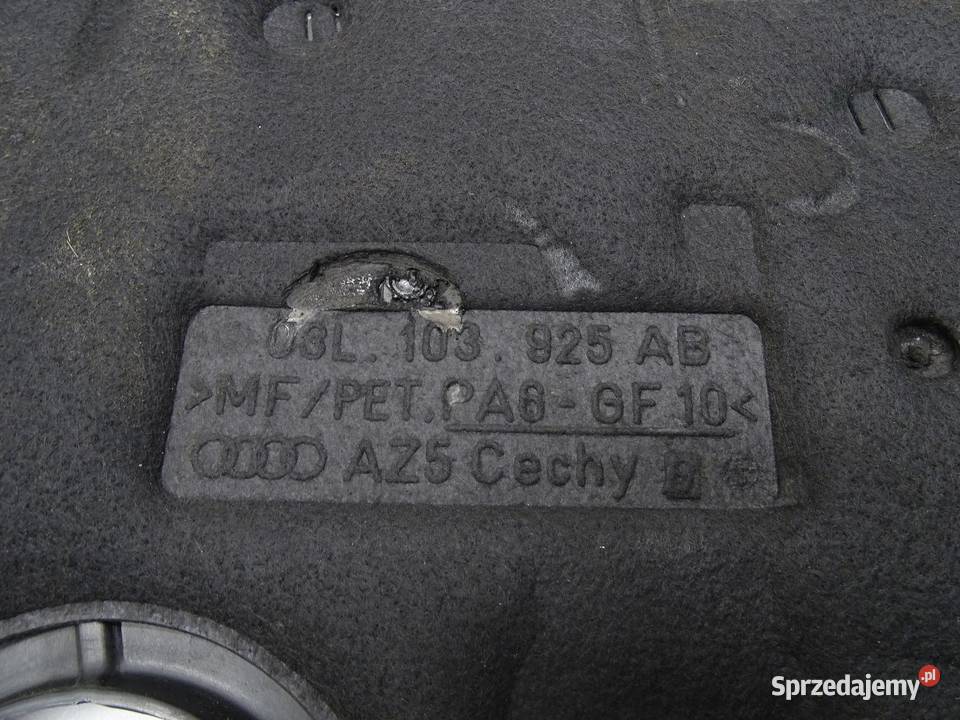 03L. 103. 925 AB
>MF/PET.PA6-GF10<
AZ5 Cechy
Sprzedajemy.pl